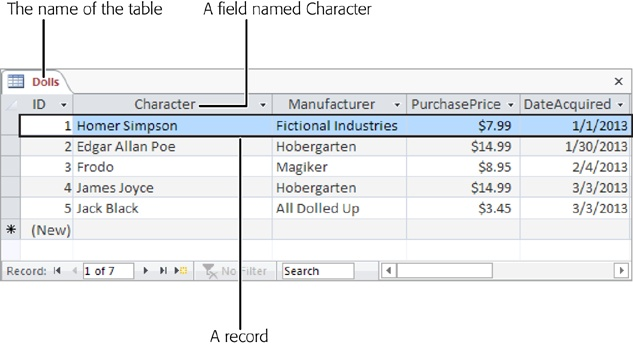 The name of the table A field named Character
Dolls
ID Character Manufacturer PurchasePrice DateAcquired
1 Homer Simpson Fictional Industries $7.99 1/1/2013
2 Edgar Allan Poe Hobergarten $14.99 1/30/2013
3 Frodo Magiker $8.95 2/4/2013
4 James Joyce Hobergarten $14.99 3/3/2013
5 Jack Black All Dolled Up $3.45 3/3/2013
(New)
Record: 1 of 7 No Filter Search
A record